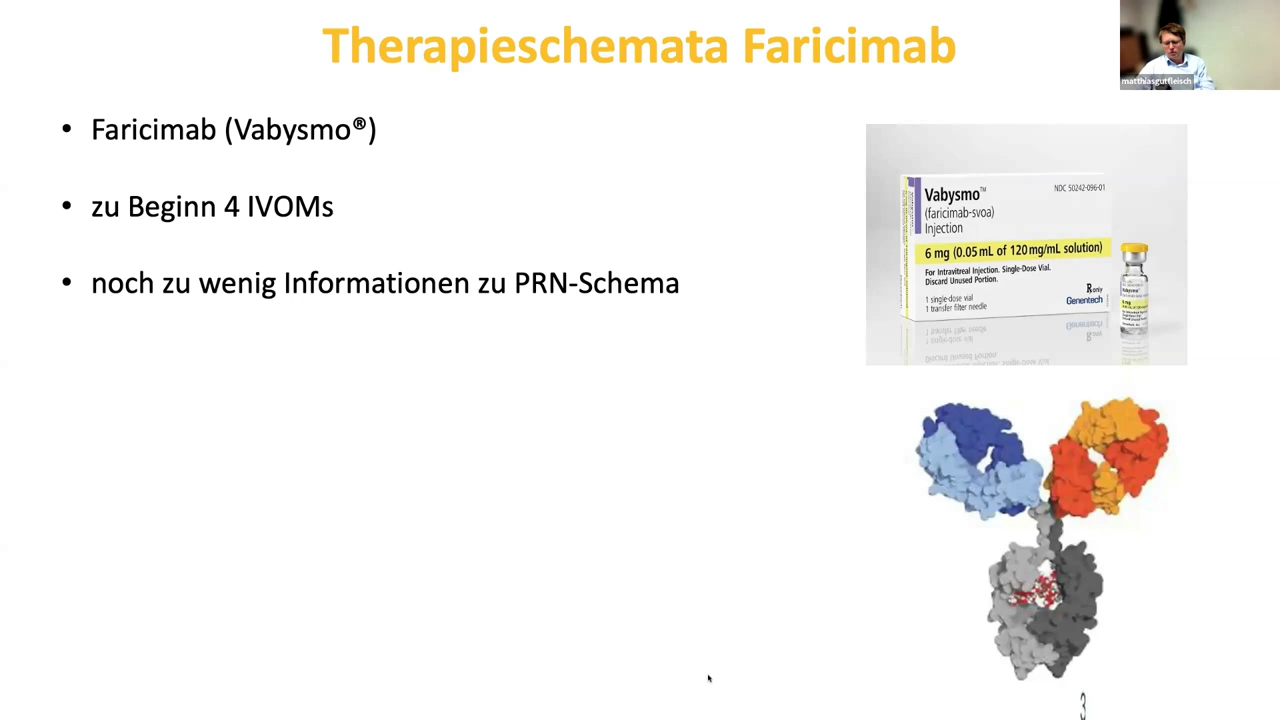 Therapieschemata Faricimab
matthiasgutfleisch
• Faricimab (Vabysmo®)
• zu Beginn 4 IVOMs
• noch zu wenig Informationen zu PRN-Schema
Vabysmo™
NDC 50242-096-01
(faricimab-svoa)
Injection
6 mg (0.05 mL of 120 mg/mL solution)
For Intravitreal Injection. Single-Dose Vial.
Discard Unused Portion.
Rx only
Genentech
1 single-dose vial
1 transfer filter needle
Vabysmo
3